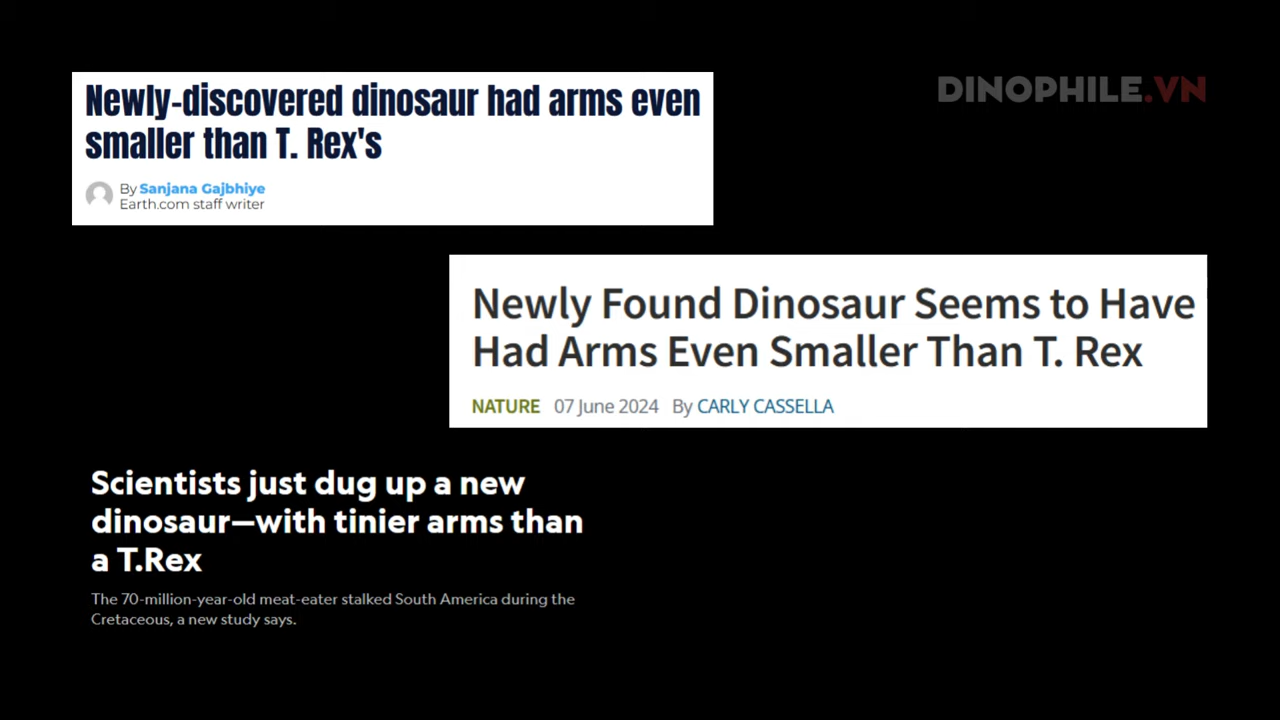 DINOPHILE.VN
Newly-discovered dinosaur had arms even
smaller than T. Rex's
By Sanjana Gajbhiye
Earth.com staff writer
Newly Found Dinosaur Seems to Have
Had Arms Even Smaller Than T. Rex
NATURE 07 June 2024 By CARLY CASSELLA
Scientists just dug up a new
dinosaur—with tinier arms than
a T.Rex
The 70-million-year-old meat-eater stalked South America during the
Cretaceous, a new study says.